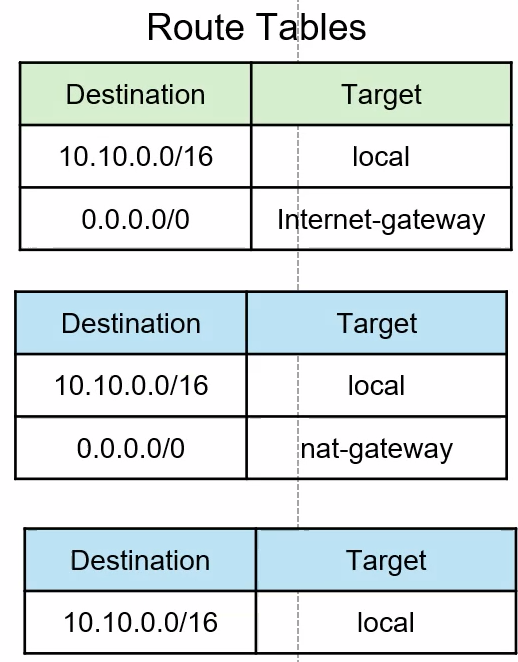 Route Tables
Destination Target
10.10.0.0/16 local
0.0.0.0/0 Internet-gateway
Destination Target
10.10.0.0/16 local
0.0.0.0/0 nat-gateway
Destination Target
10.10.0.0/16 local